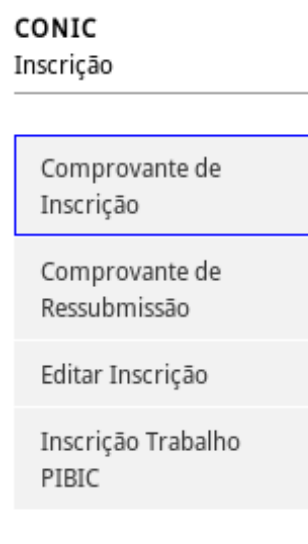 CONIC
Inscrição
Comprovante de
Inscrição
Comprovante de
Ressubmissão
Editar Inscrição
Inscrição Trabalho
PIBIC